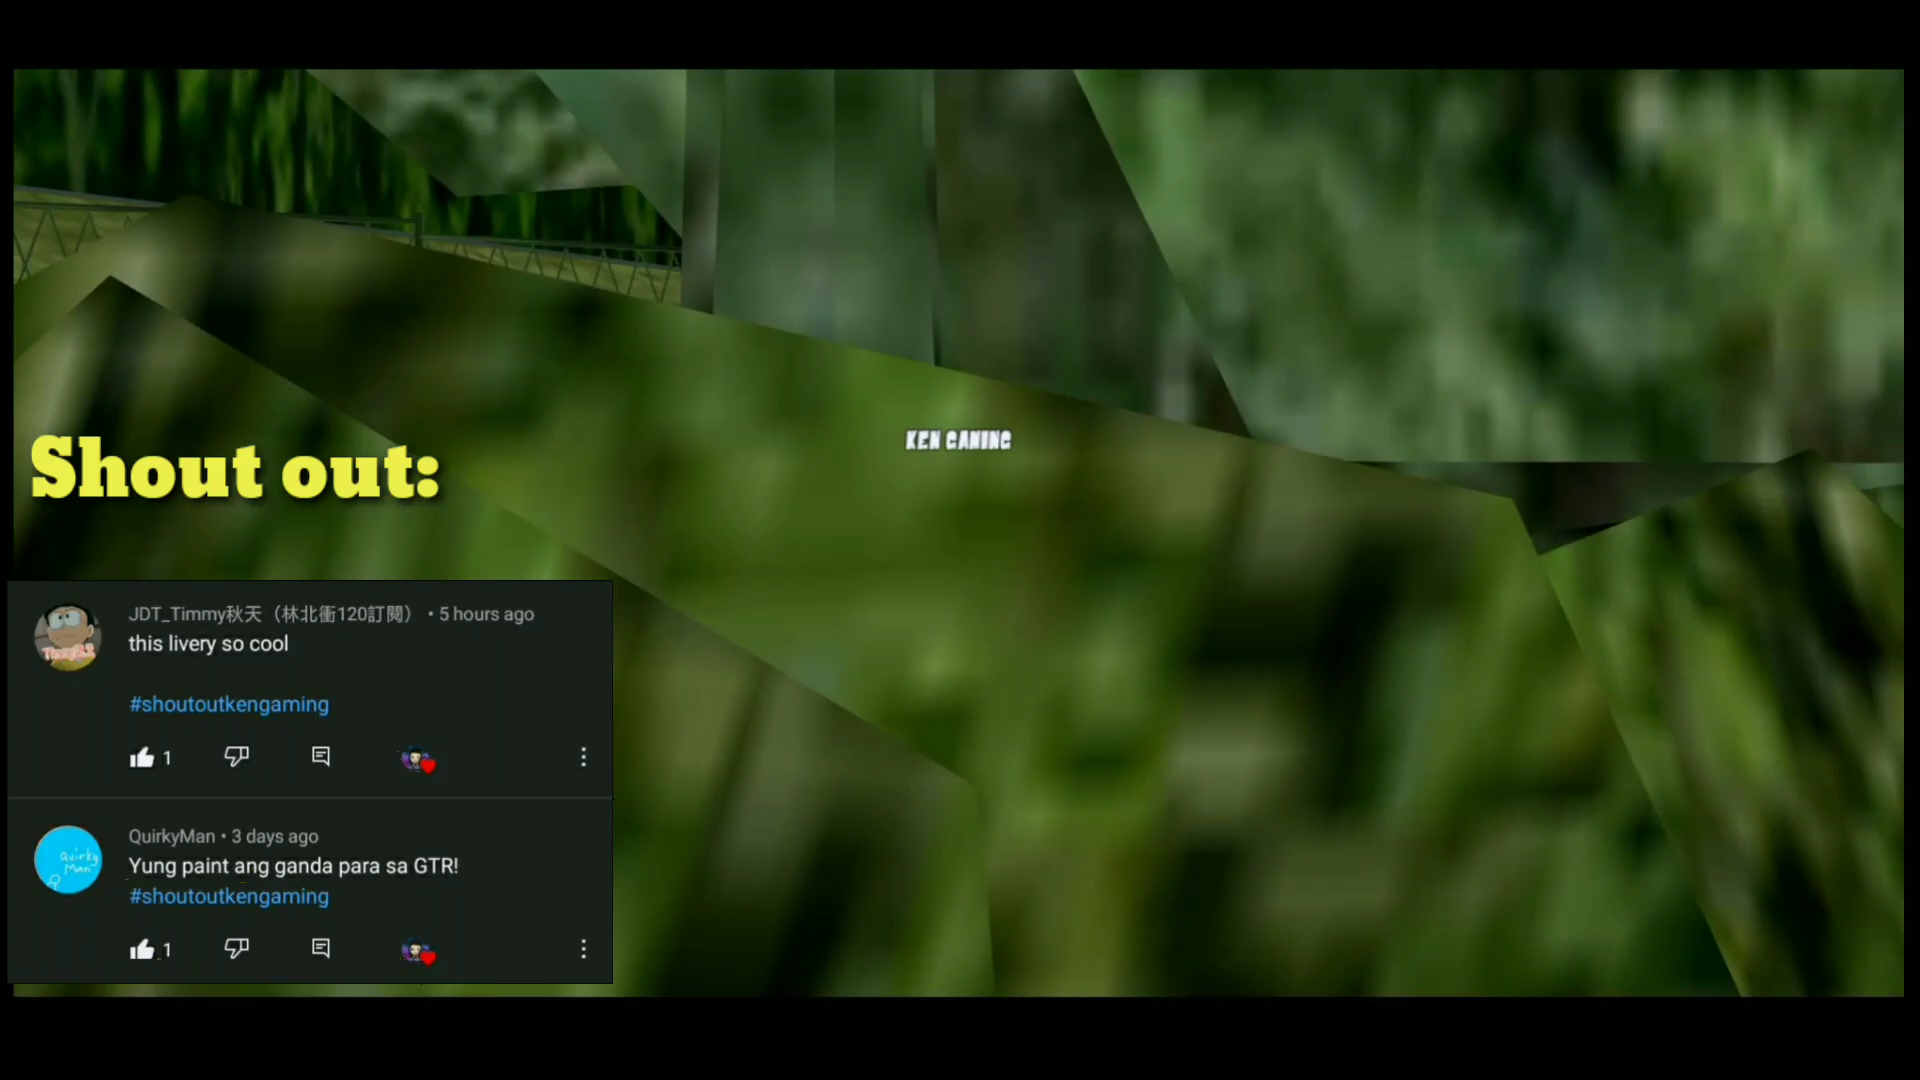 KEN GAMING
Shout out:
JDT_Timmy秋天（林北衝120訂閱） • 5 hours ago
this livery so cool
#shoutoutkengaming
1
QuirkyMan • 3 days ago
Yung paint ang ganda para sa GTR!
#shoutoutkengaming
1
quirky
Man